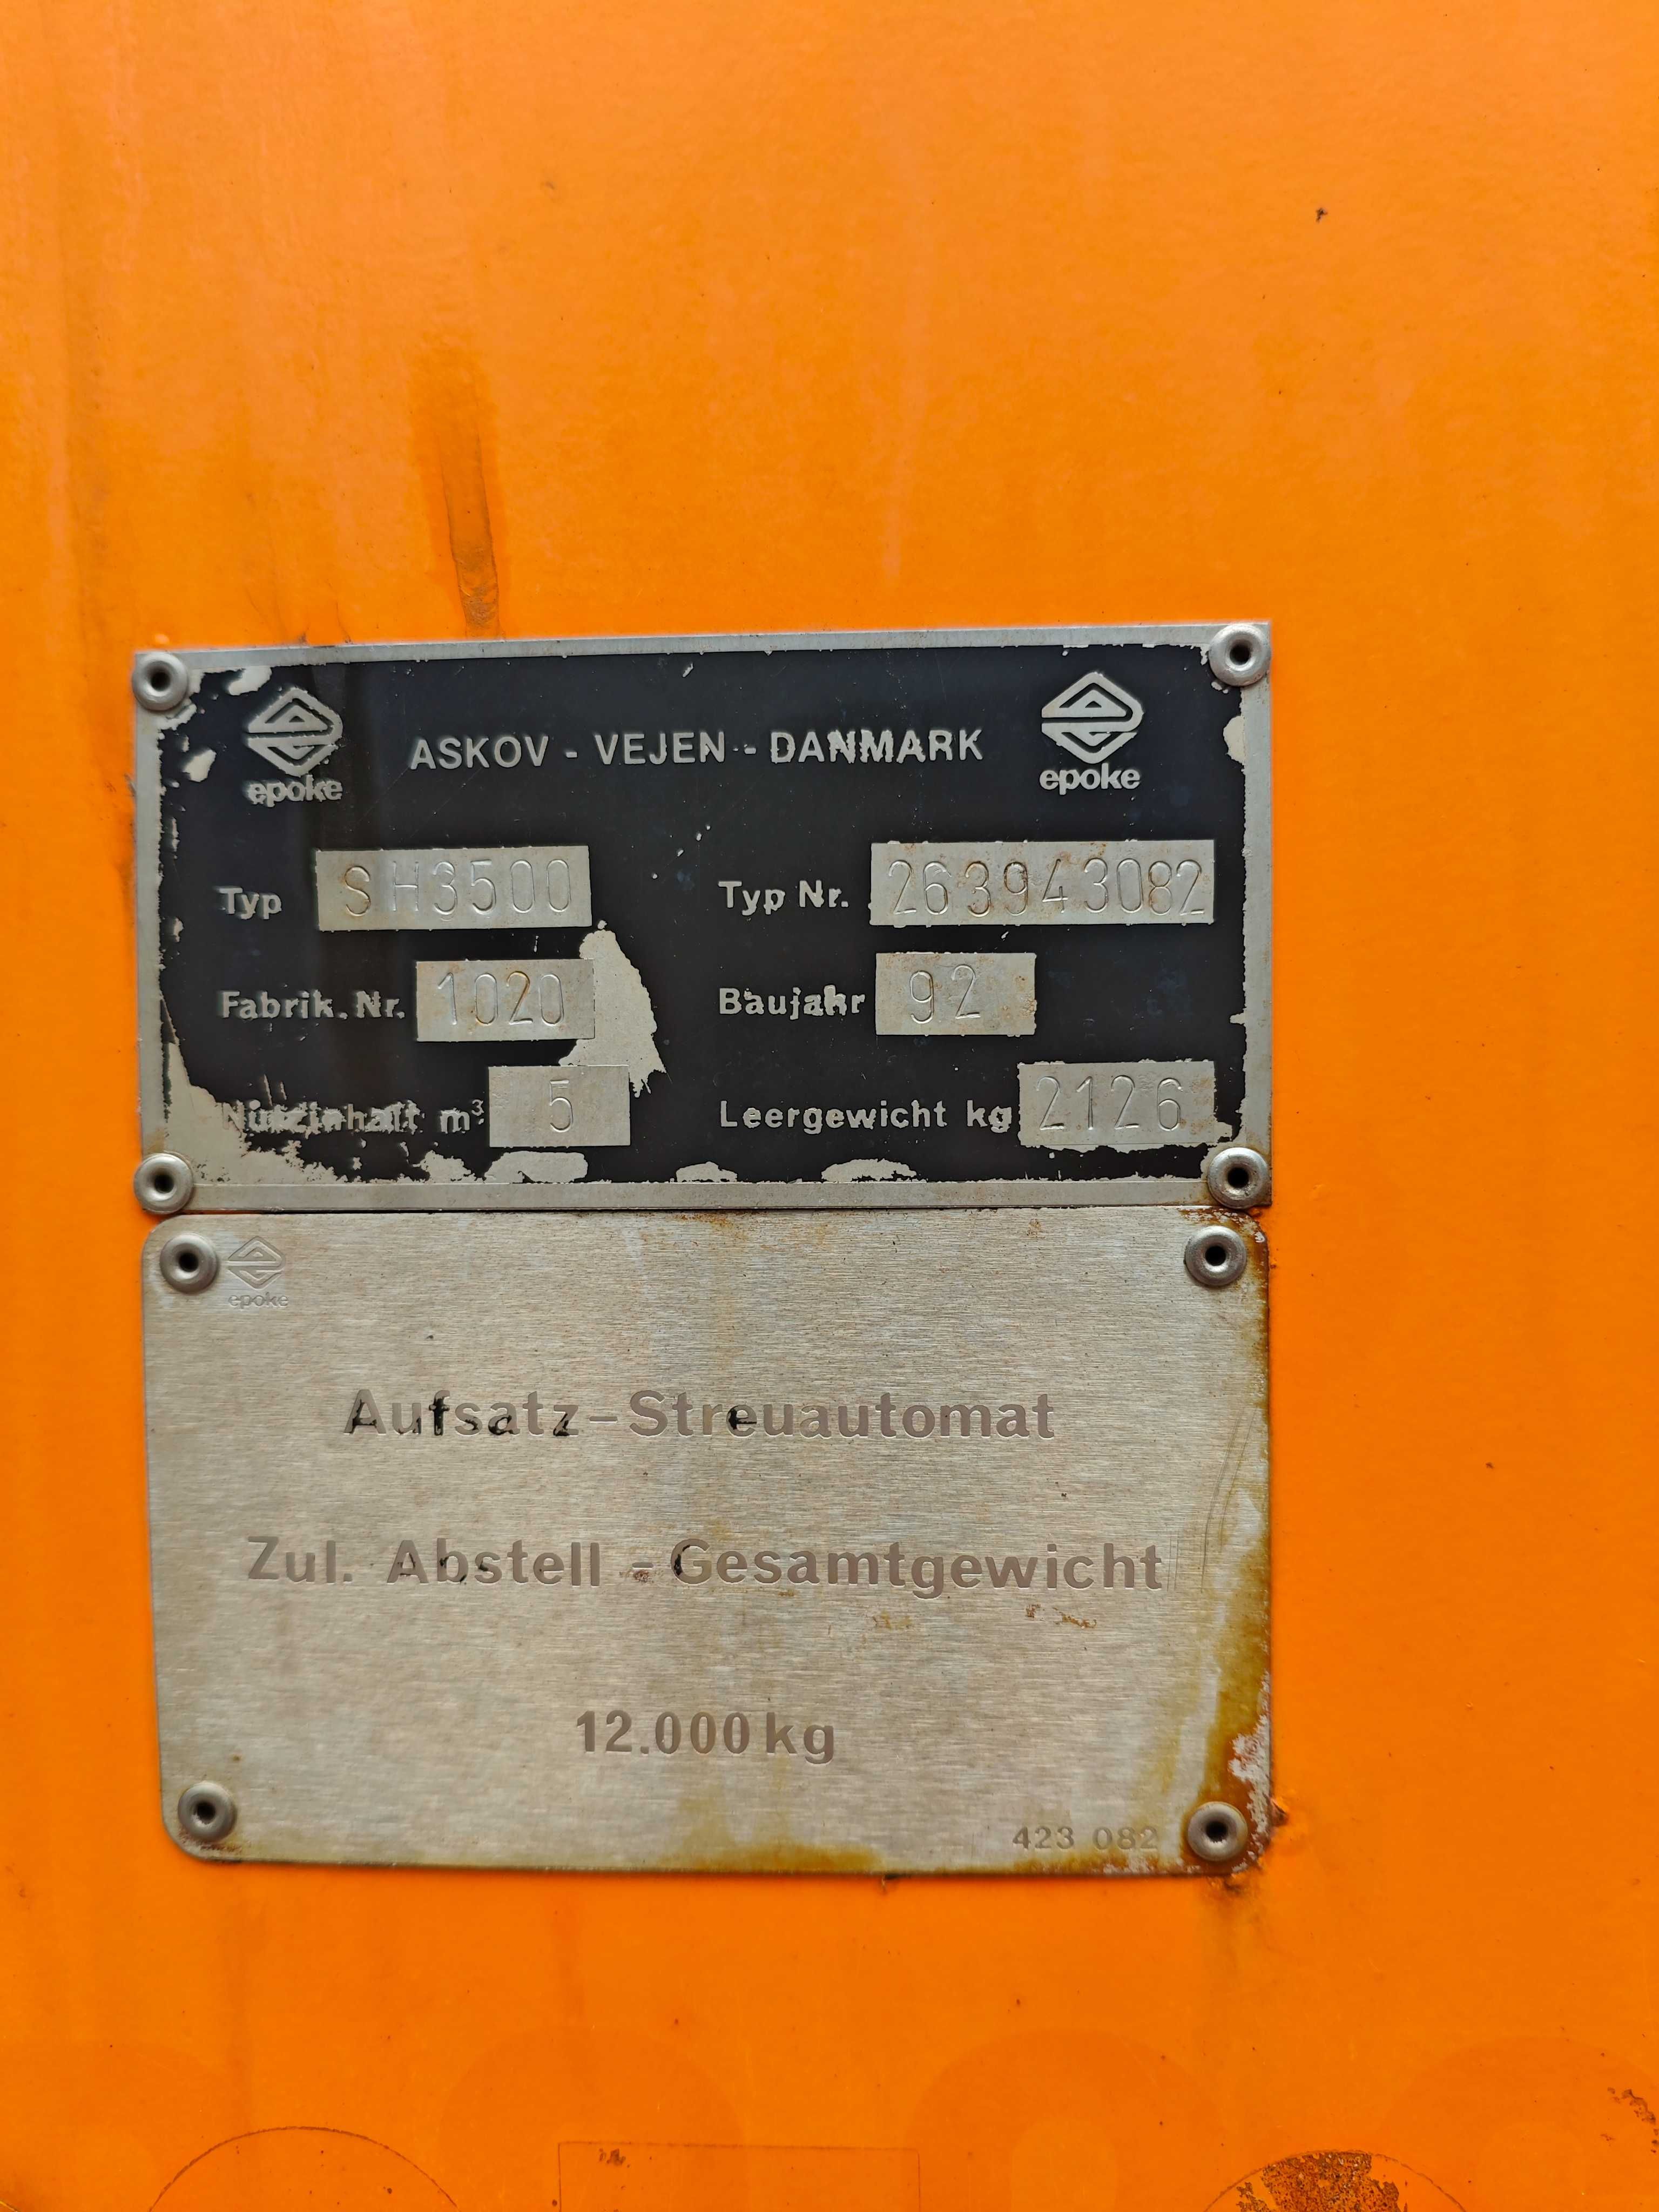 ASKOV - VEJEN - DANMARK
epoke
epoke
Typ SH3500 Typ Nr. 263943082
Fabrik. Nr. 1020 Baujahr 92
Nutzinhalt m³ 5 Leergewicht kg 2126
epoke
Aufsatz-Streuautomat
Zul. Abstell - Gesamtgewicht
12.000 kg
423 082